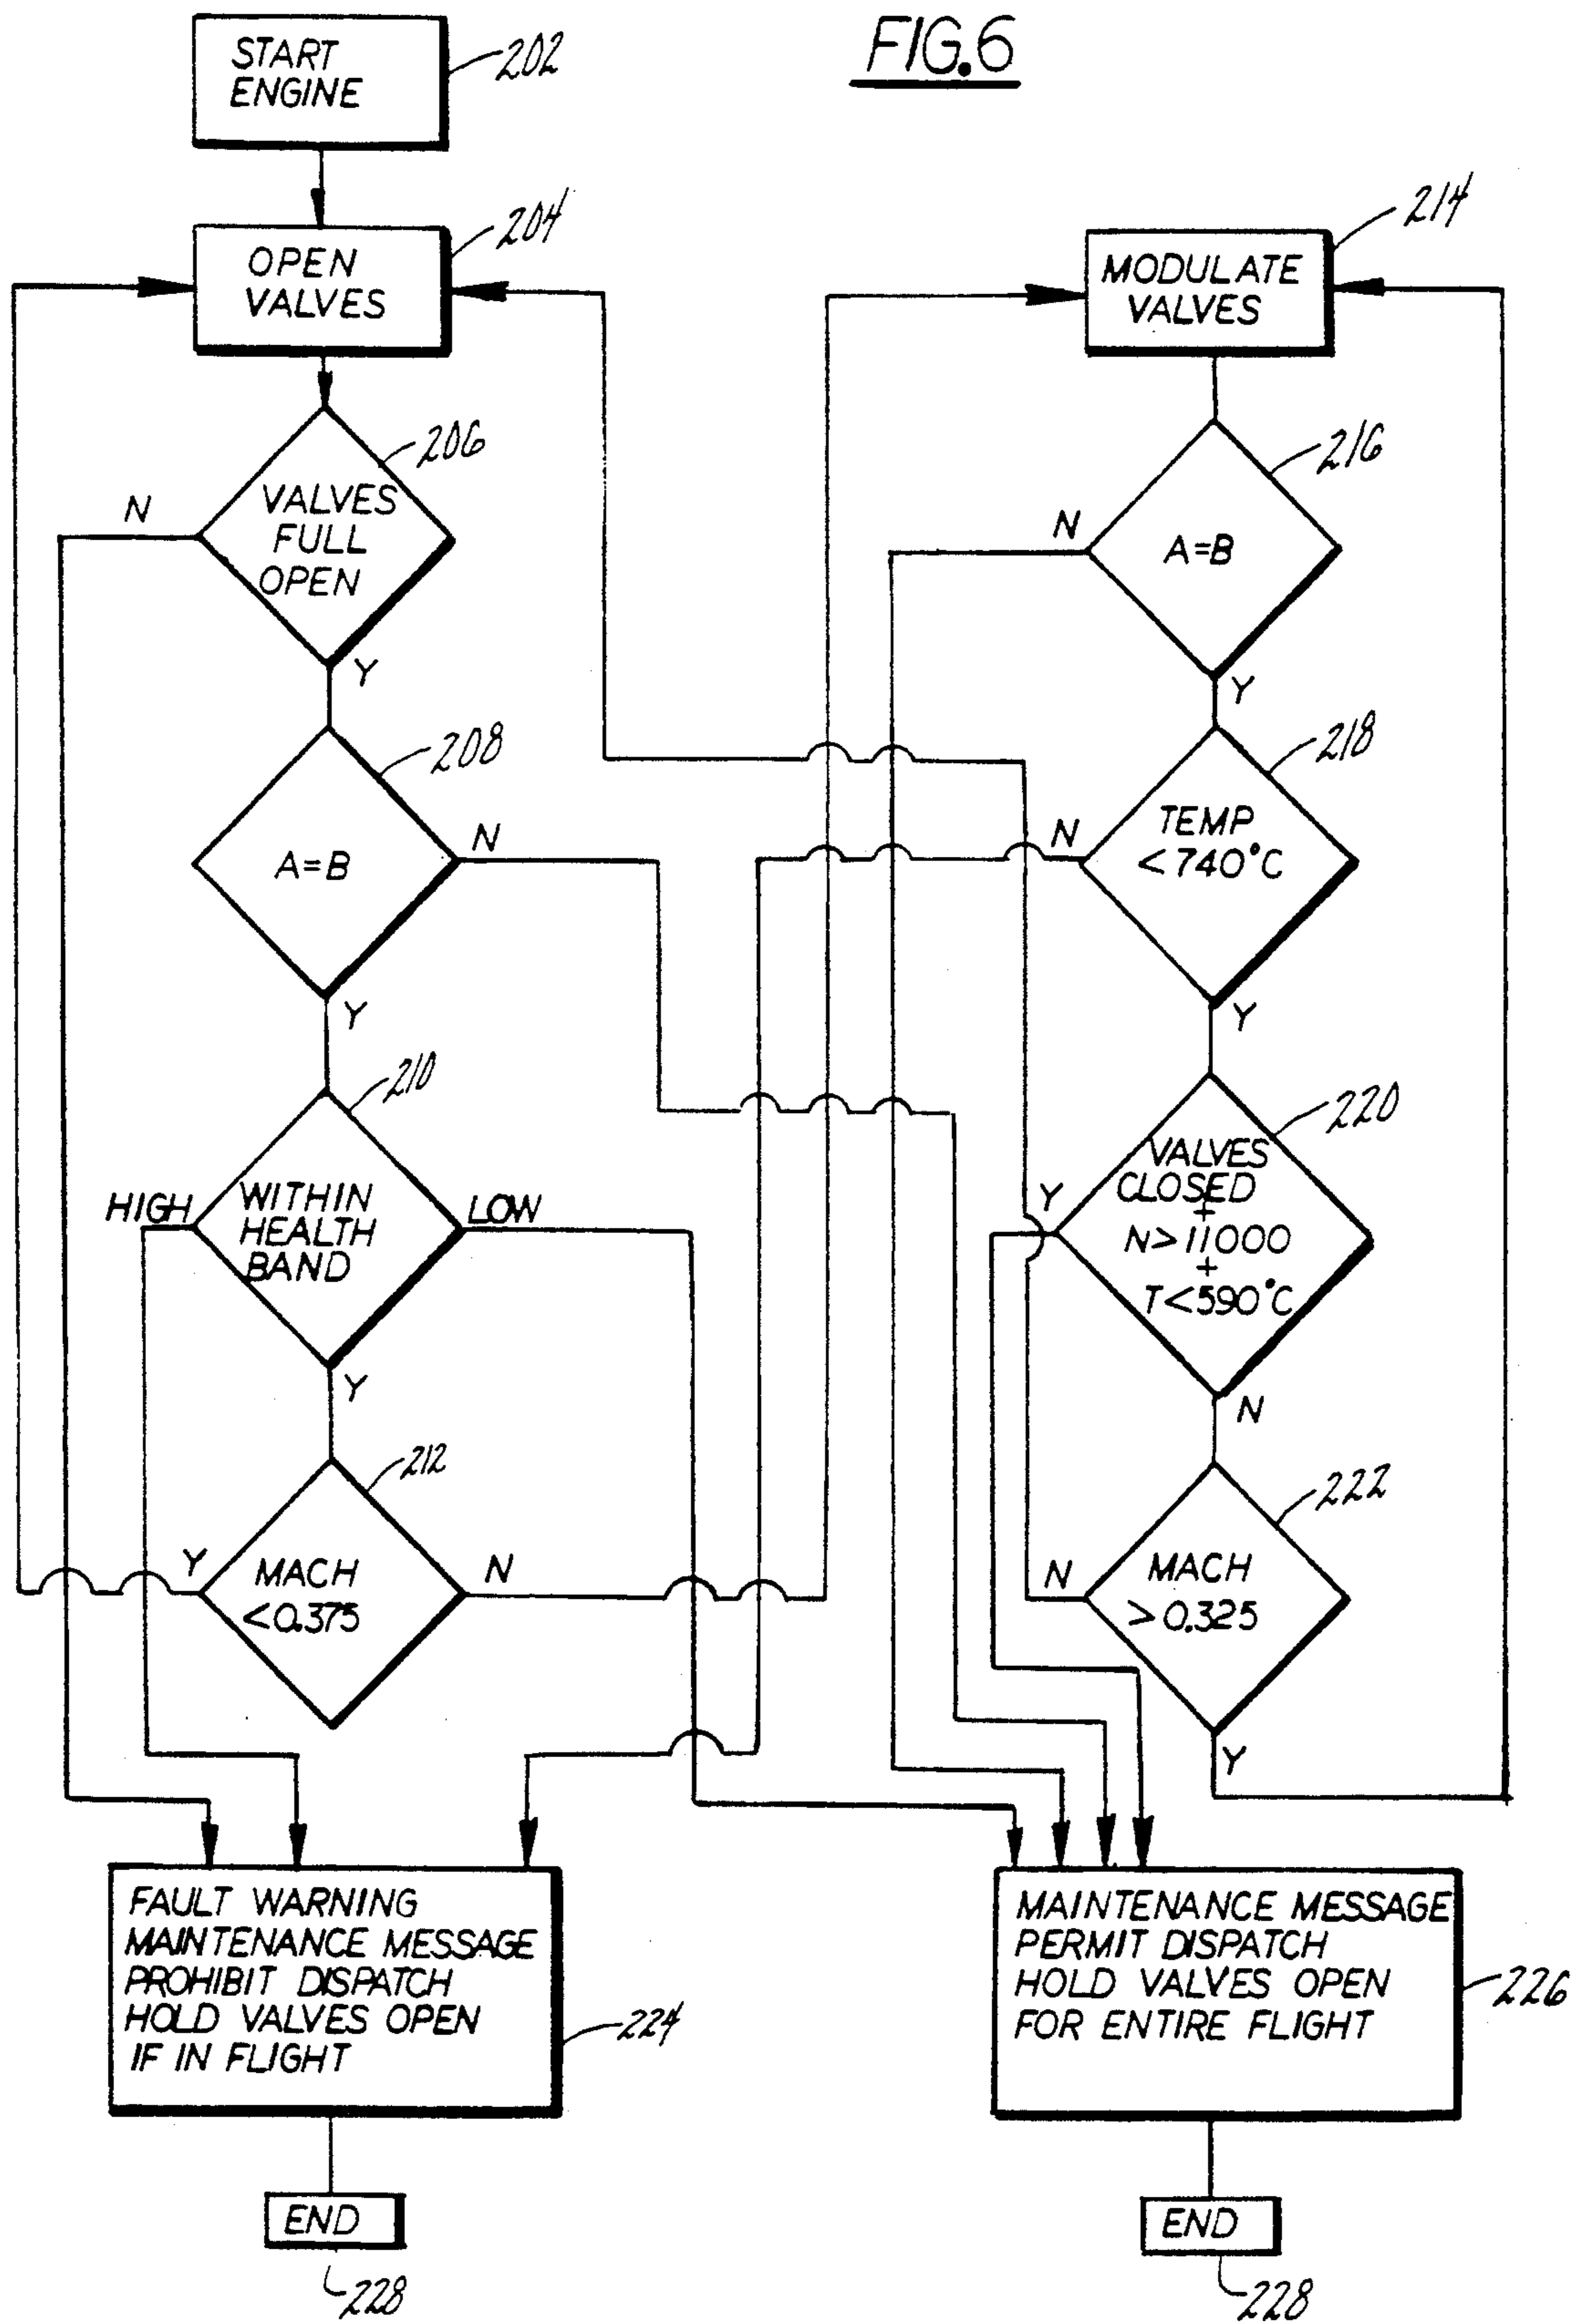 FIG.6
START
ENGINE
202
OPEN
VALVES
204
VALVES
FULL
OPEN
206
N
Y
A=B
208
N
Y
WITHIN
HEALTH
BAND
210
HIGH
LOW
Y
MACH
<0.375
212
Y
N
MODULATE
VALVES
214
A=B
216
N
Y
TEMP
<740°C
218
N
Y
VALVES
CLOSED
+
N>11000
+
T<590°C
220
Y
N
MACH
>0.325
222
N
Y
FAULT WARNING
MAINTENANCE MESSAGE
PROHIBIT DISPATCH
HOLD VALVES OPEN
IF IN FLIGHT
224
END
228
MAINTENANCE MESSAGE
PERMIT DISPATCH
HOLD VALVES OPEN
FOR ENTIRE FLIGHT
226
END
228